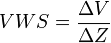 VWS = ΔV / ΔZ